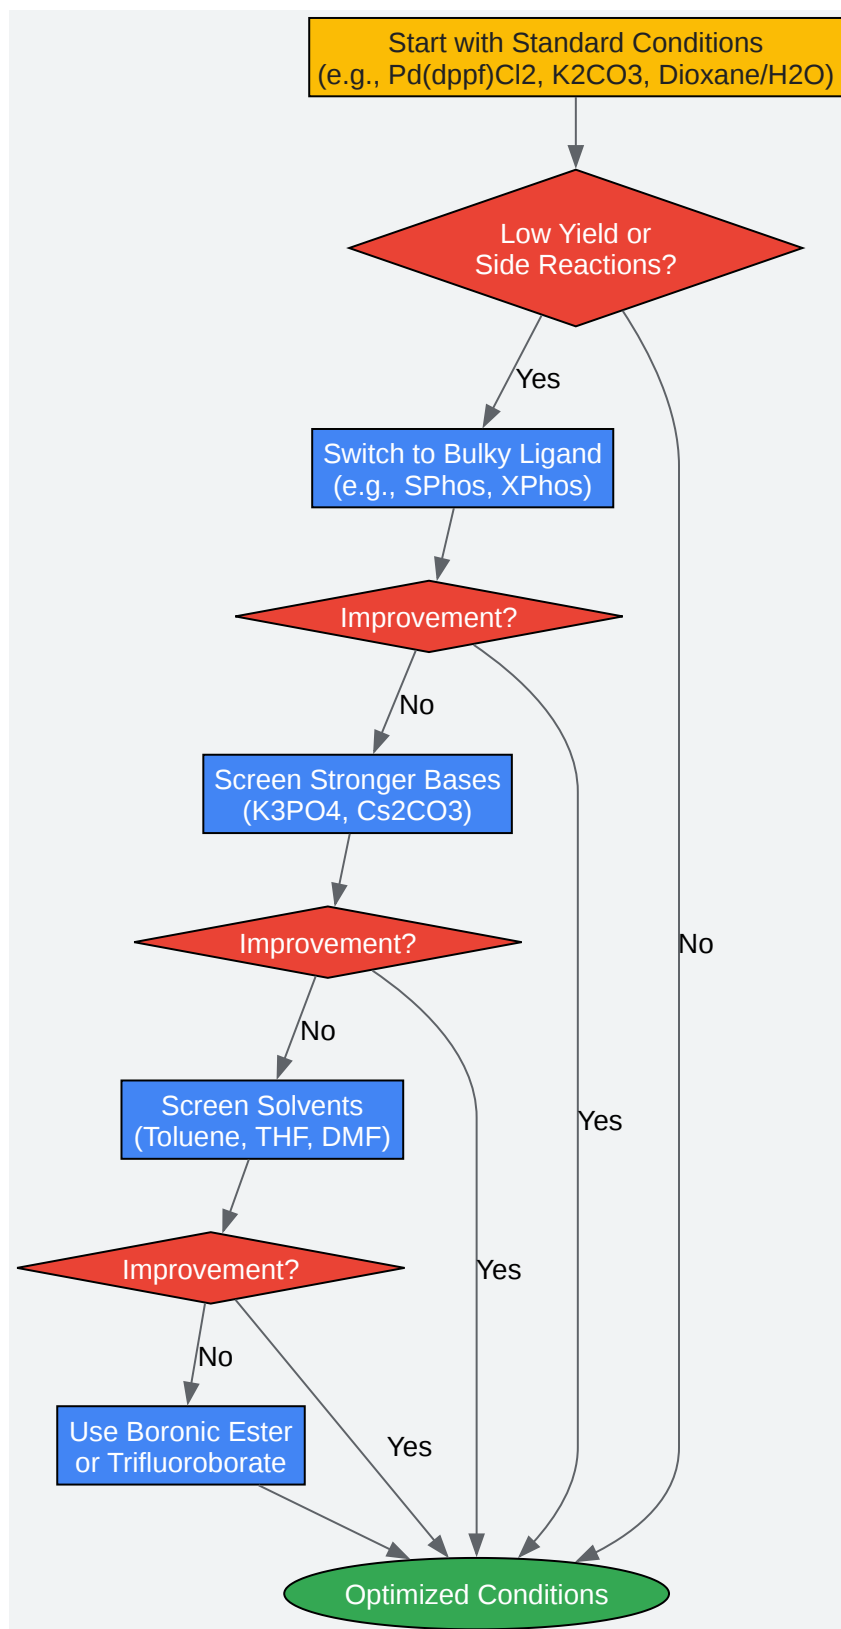 Start with Standard Conditions
(e.g., Pd(dppf)Cl2, K2CO3, Dioxane/H2O)
Low Yield or
Side Reactions?
Yes
Switch to Bulky Ligand
(e.g., SPhos, XPhos)
Improvement?
No
Screen Stronger Bases
(K3PO4, Cs2CO3)
Improvement?
No
No
Screen Solvents
(Toluene, THF, DMF)
Yes
Improvement?
Yes
No
Use Boronic Ester
or Trifluoroborate
Yes
Optimized Conditions